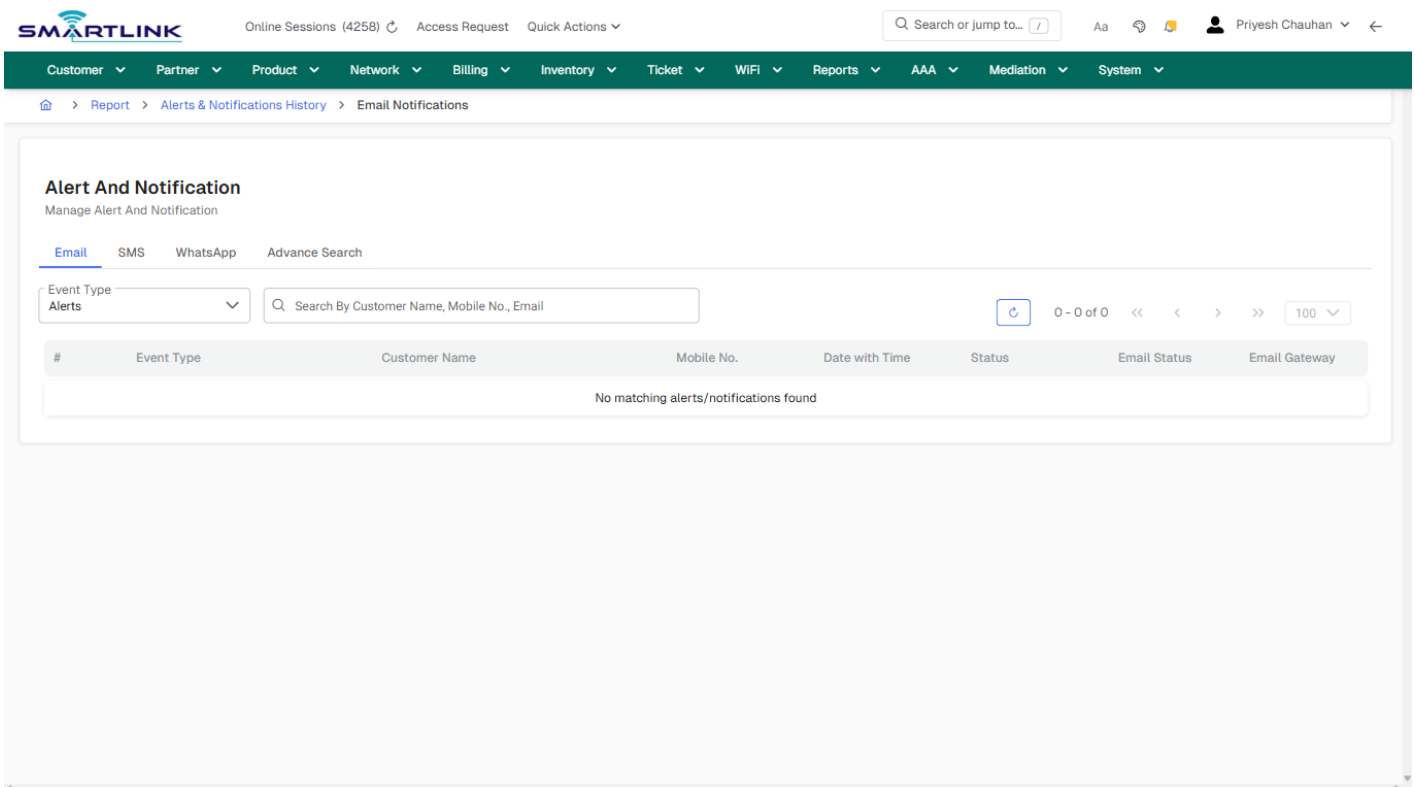 SMARTLINK Online Sessions (4258) Access Request Quick Actions Search or jump to... / Aa Priyesh Chauhan
Customer Partner Product Network Billing Inventory Ticket WiFi Reports AAA Mediation System
> Report > Alerts & Notifications History > Email Notifications
Alert And Notification
Manage Alert And Notification
Email SMS WhatsApp Advance Search
Event Type
Alerts Search By Customer Name, Mobile No., Email 0 - 0 of 0 100
# Event Type Customer Name Mobile No. Date with Time Status Email Status Email Gateway
No matching alerts/notifications found